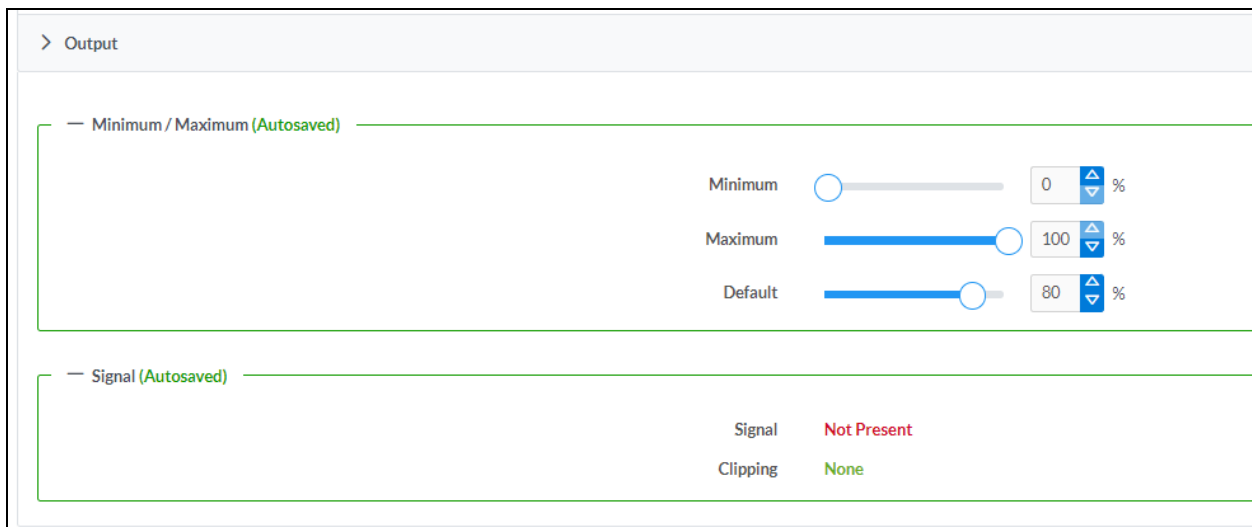 Output
Minimum / Maximum (Autosaved)
Minimum 0 %
Maximum 100 %
Default 80 %
Signal (Autosaved)
Signal Not Present
Clipping None